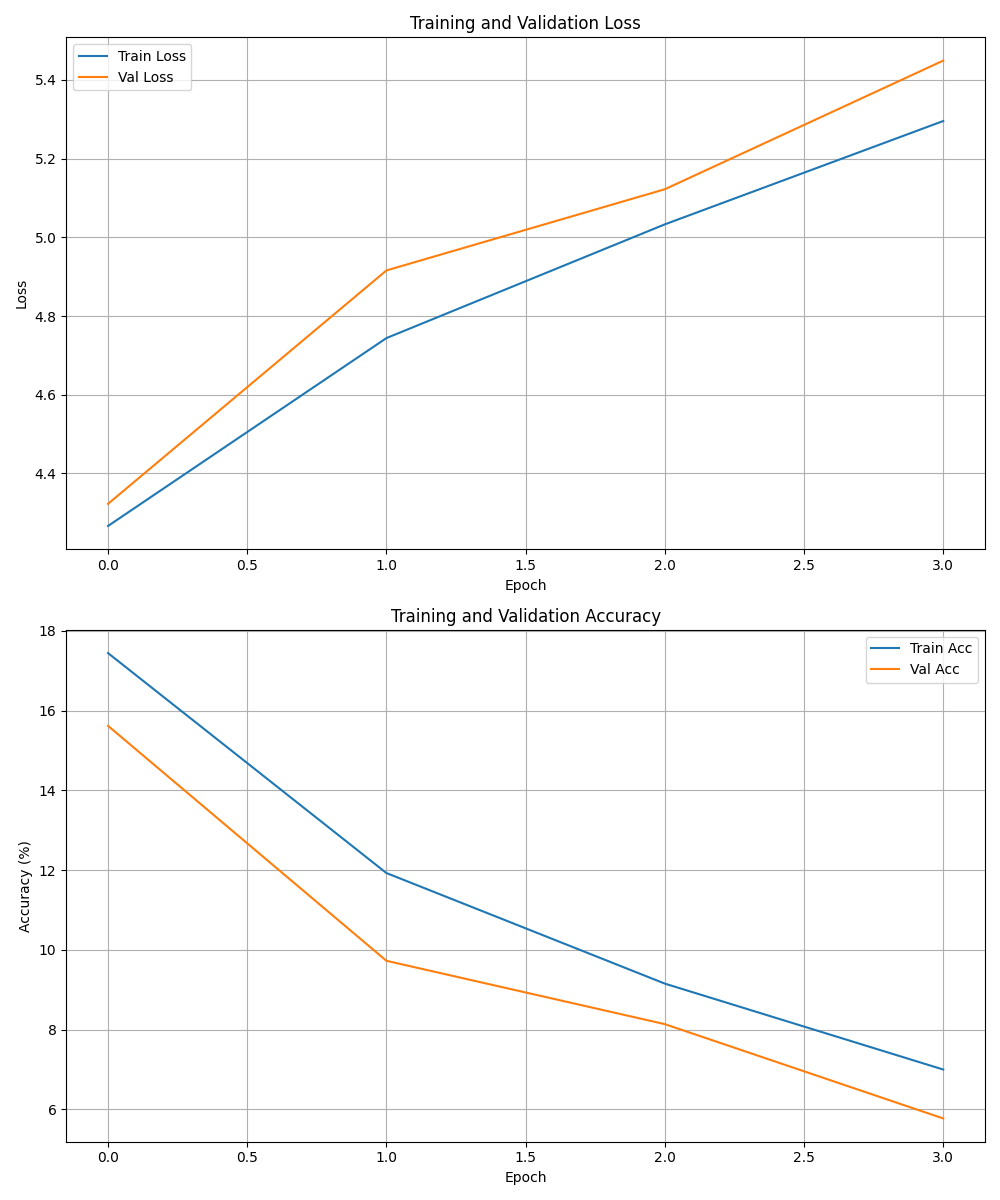 Training and Validation Loss
Train Loss
Val Loss
5.4
5.2
5.0
4.8
4.6
4.4
Loss
0.0 0.5 1.0 1.5 2.0 2.5 3.0
Epoch
Training and Validation Accuracy
Train Acc
Val Acc
18
16
14
12
10
8
6
Accuracy (%)
0.0 0.5 1.0 1.5 2.0 2.5 3.0
Epoch